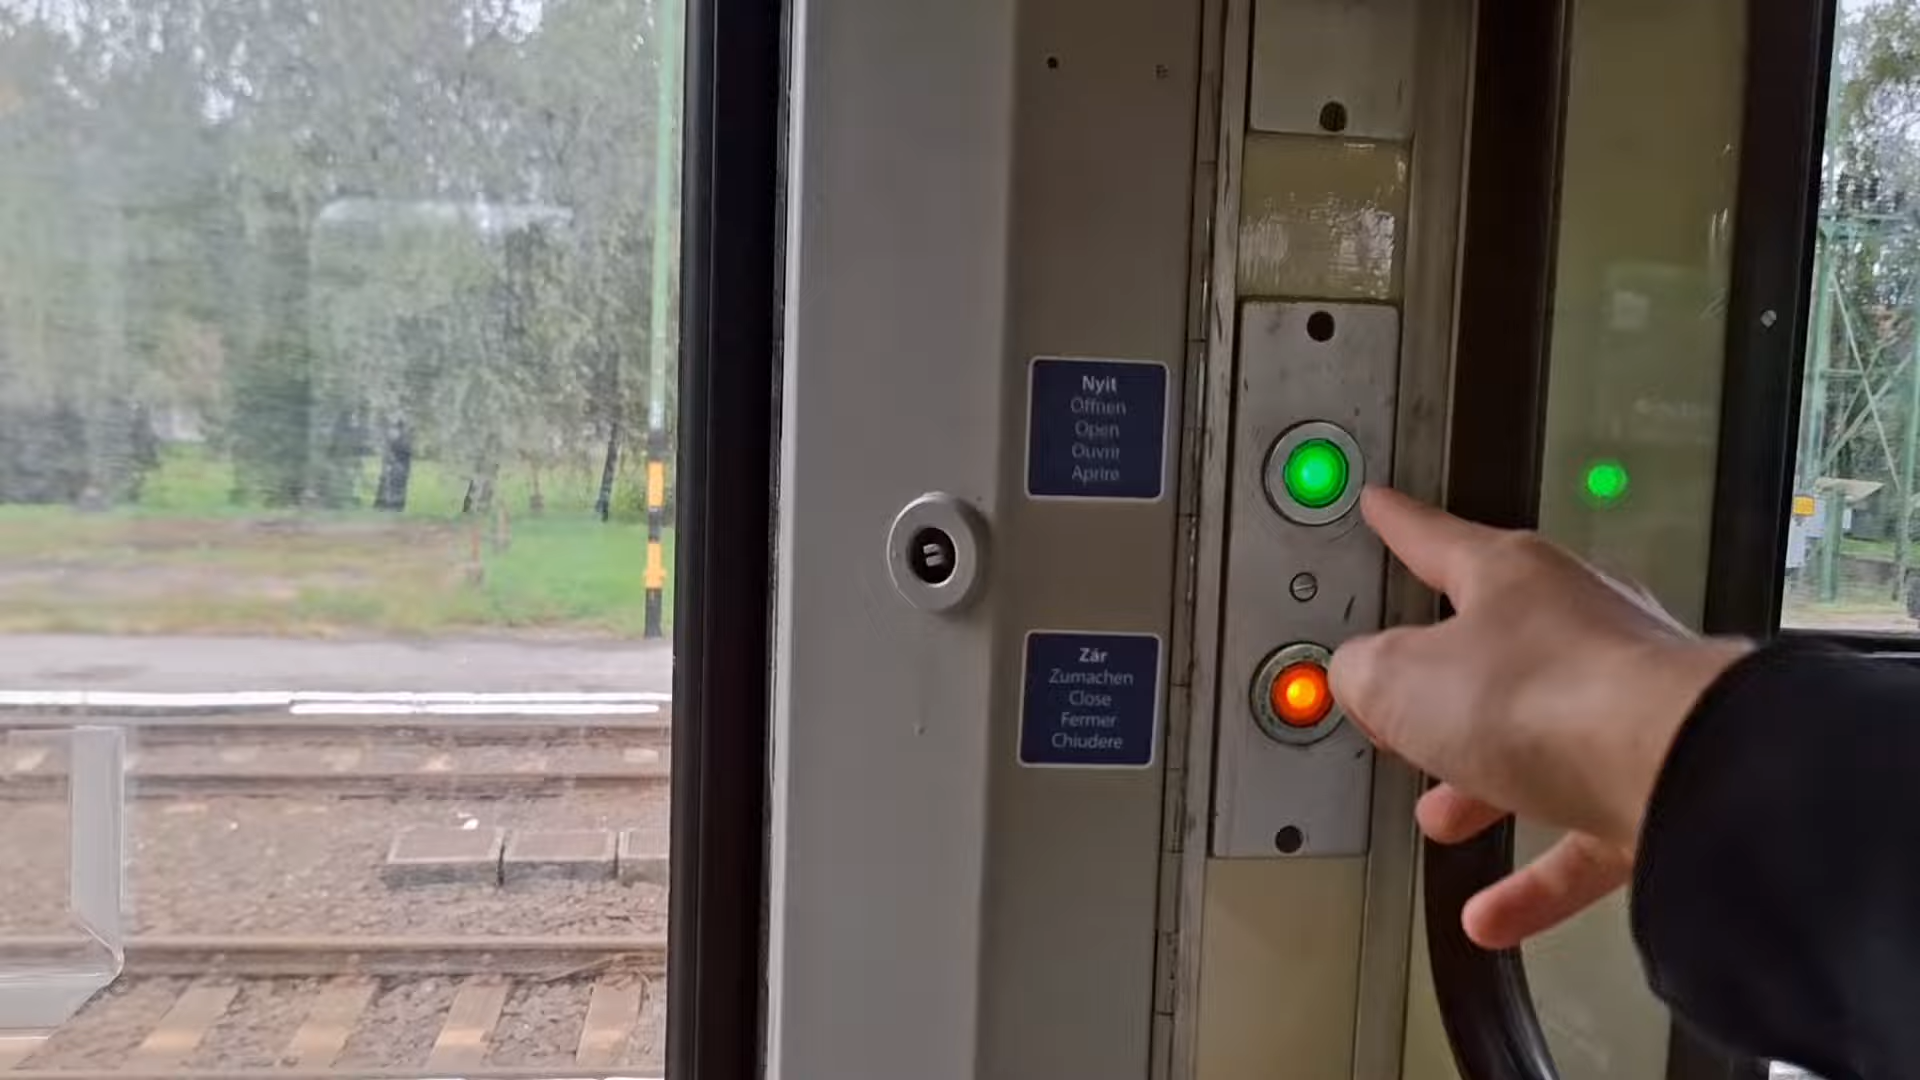 Nyit
Öffnen
Open
Ouvrir
Aprire
Zár
Zumachen
Close
Fermer
Chiudere